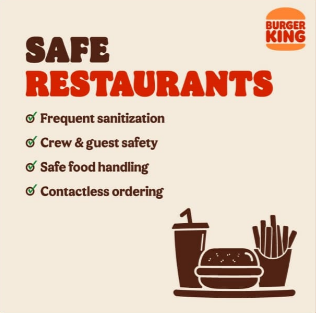 BURGER
KING
SAFE
RESTAURANTS
Frequent sanitization
Crew & guest safety
Safe food handling
Contactless ordering